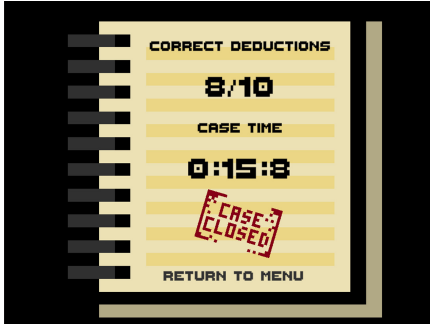 CORRECT DEDUCTIONS
8/10
CASE TIME
0:15:8
CASE
CLOSED
RETURN TO MENU